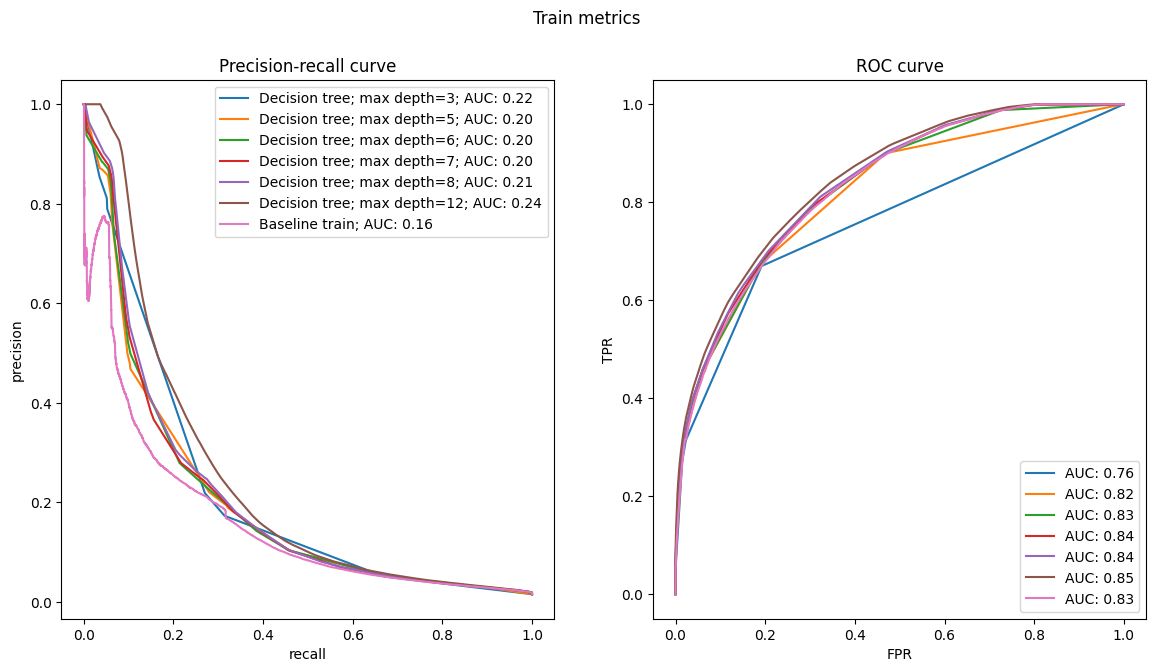 Train metrics
Precision-recall curve
1.0
0.8
0.6
0.4
0.2
0.0
precision
0.0 0.2 0.4 0.6 0.8 1.0
recall
Decision tree; max depth=3; AUC: 0.22
Decision tree; max depth=5; AUC: 0.20
Decision tree; max depth=6; AUC: 0.20
Decision tree; max depth=7; AUC: 0.20
Decision tree; max depth=8; AUC: 0.21
Decision tree; max depth=12; AUC: 0.24
Baseline train; AUC: 0.16
ROC curve
1.0
0.8
0.6
0.4
0.2
0.0
TPR
0.0 0.2 0.4 0.6 0.8 1.0
FPR
AUC: 0.76
AUC: 0.82
AUC: 0.83
AUC: 0.84
AUC: 0.84
AUC: 0.85
AUC: 0.83